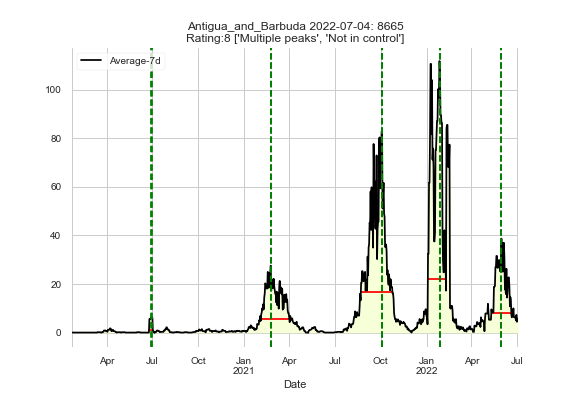 Antigua_and_Barbuda 2022-07-04: 8665
Rating:8 ['Multiple peaks', 'Not in control']
Average-7d
100
80
60
40
20
0
Apr Jul Oct Jan Apr Jul Oct Jan Apr Jul
2021 2022
Date